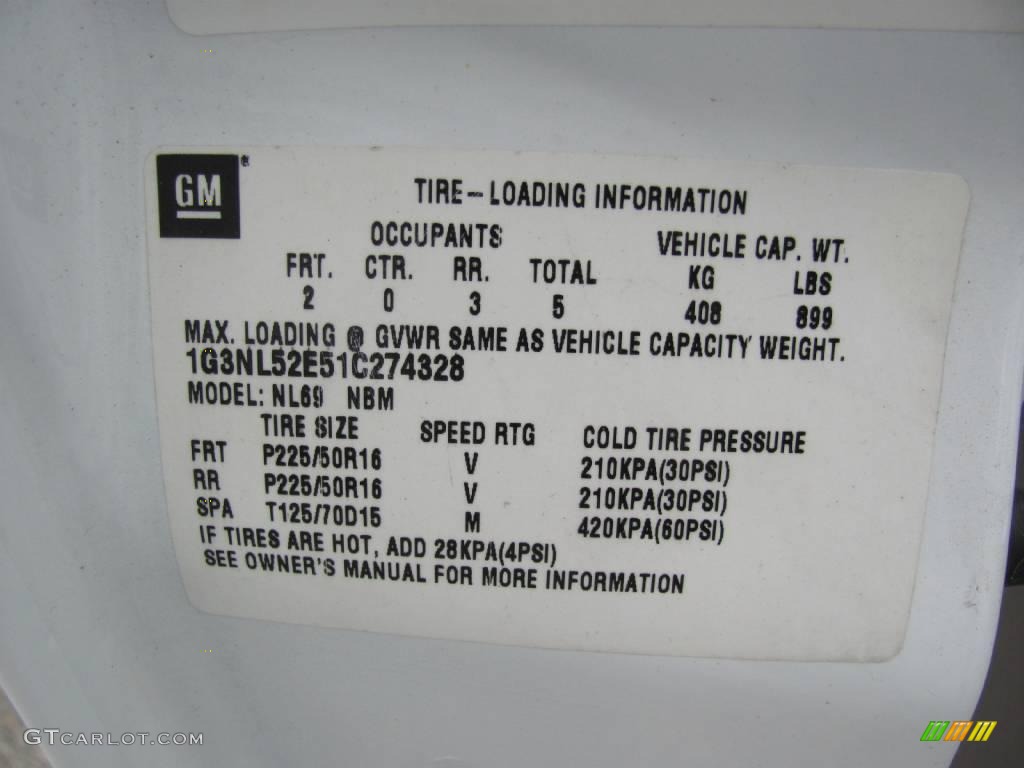 GM
TIRE-LOADING INFORMATION
OCCUPANTS VEHICLE CAP. WT.
FRT. CTR. RR. TOTAL KG LBS
2 0 3 5 408 899
MAX. LOADING @ GVWR SAME AS VEHICLE CAPACITY WEIGHT.
1G3NL52E51C274328
MODEL: NL69 NBM
TIRE SIZE SPEED RTG COLD TIRE PRESSURE
FRT P225/50R16 V 210KPA(30PSI)
RR P225/50R16 V 210KPA(30PSI)
SPA T125/70D15 M 420KPA(60PSI)
IF TIRES ARE HOT, ADD 28KPA(4PSI)
SEE OWNER'S MANUAL FOR MORE INFORMATION
GTCARLOT.COM